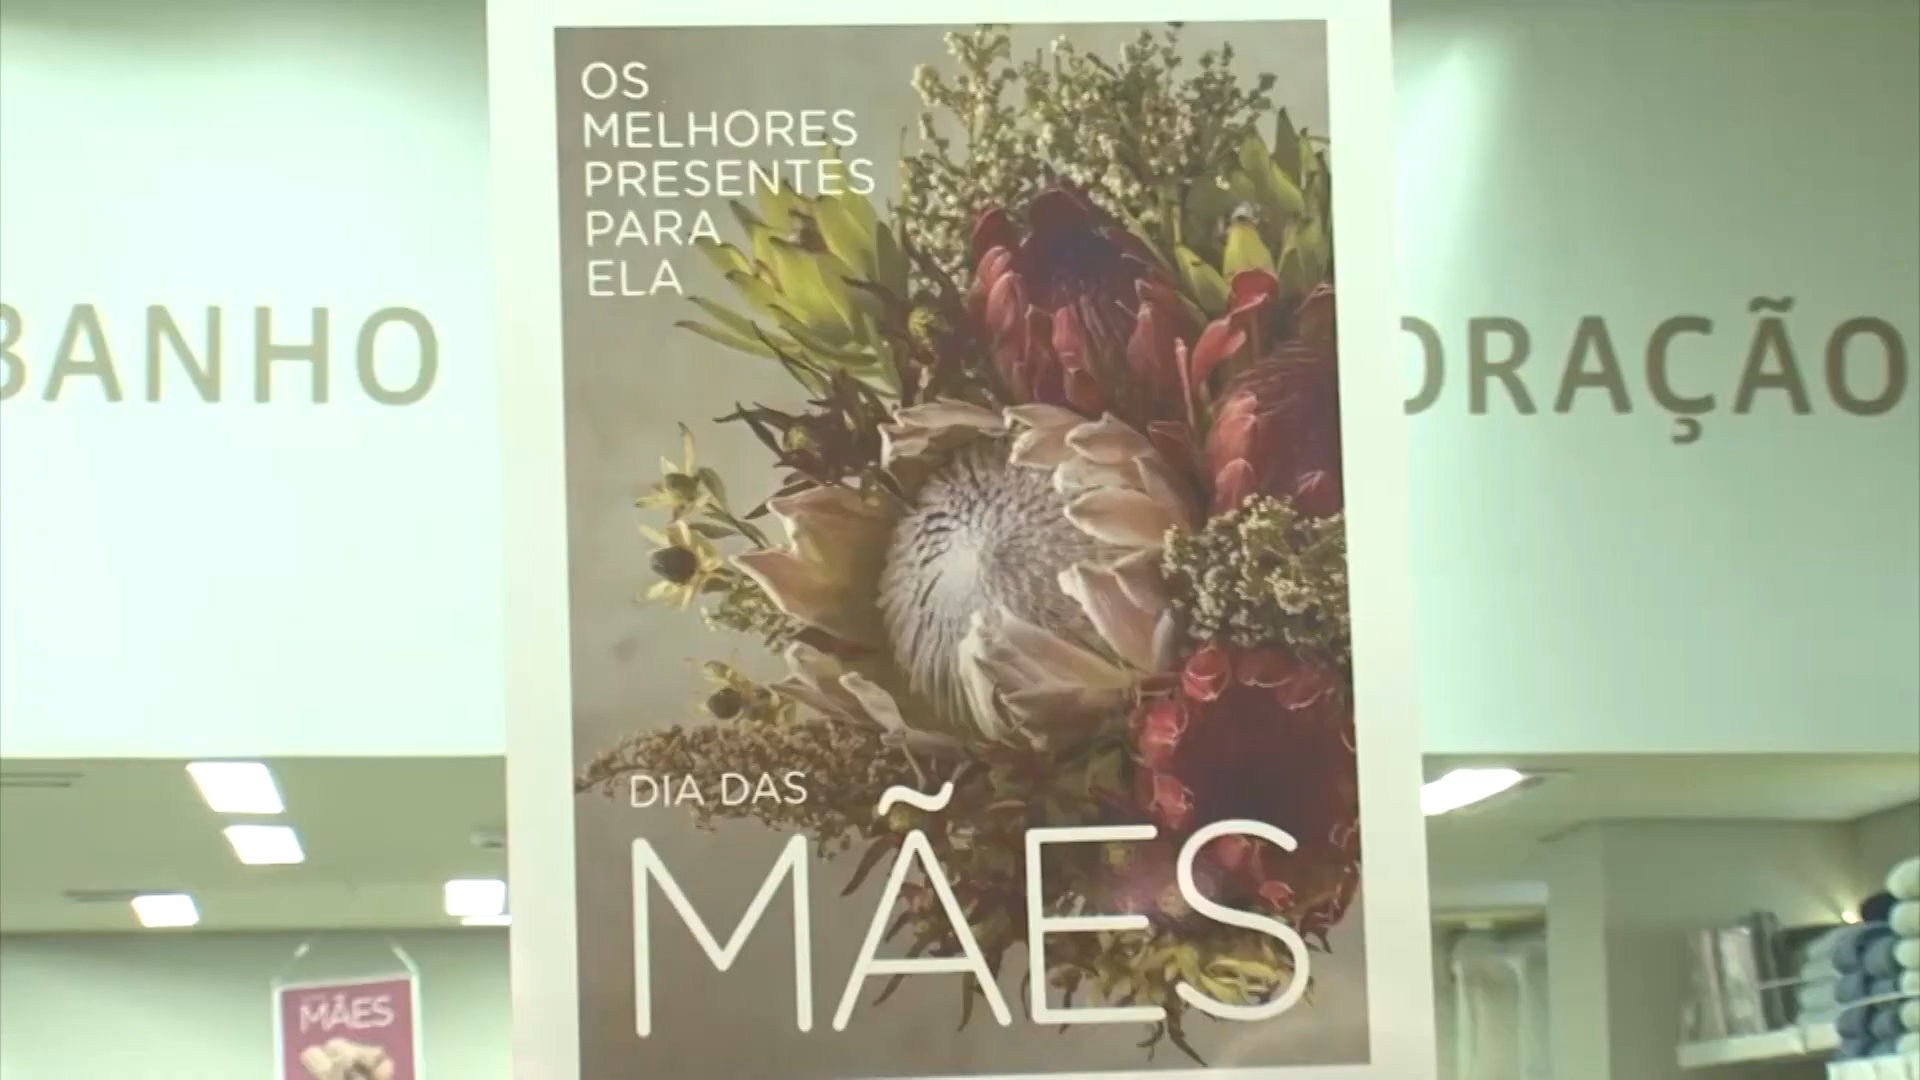 OS
MELHORES
PRESENTES
PARA
ELA
BANHO
ORAÇÃO
DIA DAS
MÃES
MÃES